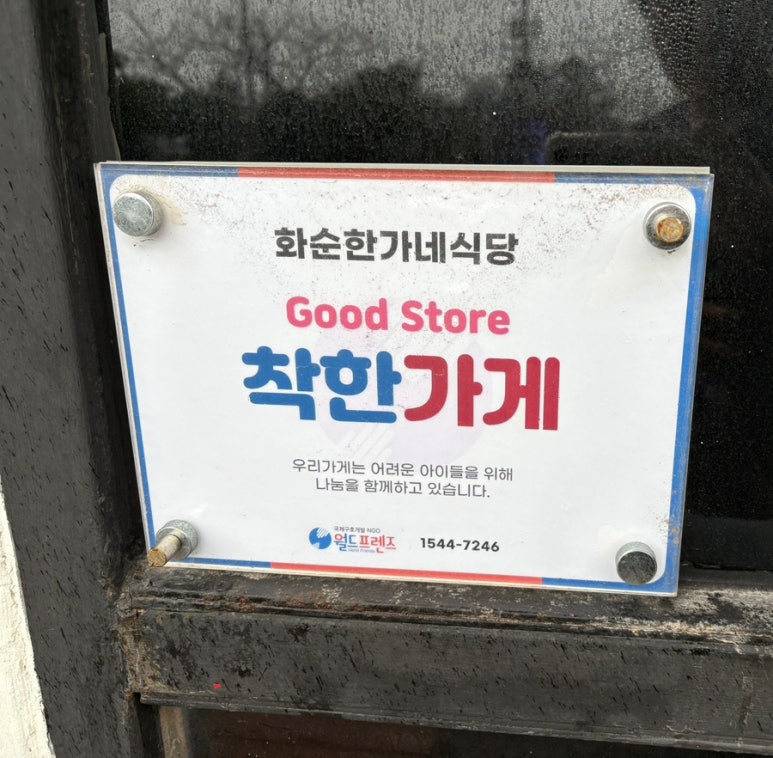 화순한가네식당
Good Store
착한가게
우리가게는 어려운 아이들을 위해
나눔을 함께하고 있습니다.
국제구호개발 NGO
월드프렌즈
World Friends
1544-7246